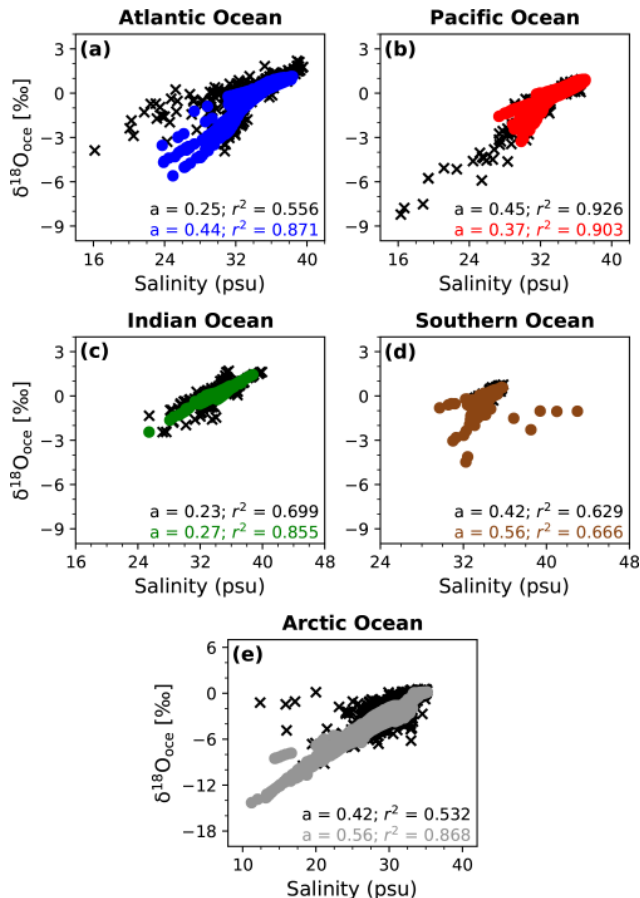 Atlantic Ocean
(a)
3
0
−3
−6
−9
δ¹⁸Oₒcₑ [‰]
a = 0.25; r² = 0.556
a = 0.44; r² = 0.871
16 24 32 40
Salinity (psu)
Pacific Ocean
(b)
3
0
−3
−6
−9
a = 0.45; r² = 0.926
a = 0.37; r² = 0.903
16 24 32 40
Salinity (psu)
Indian Ocean
(c)
3
0
−3
−6
−9
δ¹⁸Oₒcₑ [‰]
a = 0.23; r² = 0.699
a = 0.27; r² = 0.855
16 24 32 40 48
Salinity (psu)
Southern Ocean
(d)
3
0
−3
−6
−9
a = 0.42; r² = 0.629
a = 0.56; r² = 0.666
24 32 40 48
Salinity (psu)
Arctic Ocean
(e)
6
0
−6
−12
−18
δ¹⁸Oₒcₑ [‰]
a = 0.42; r² = 0.532
a = 0.56; r² = 0.868
10 20 30 40
Salinity (psu)